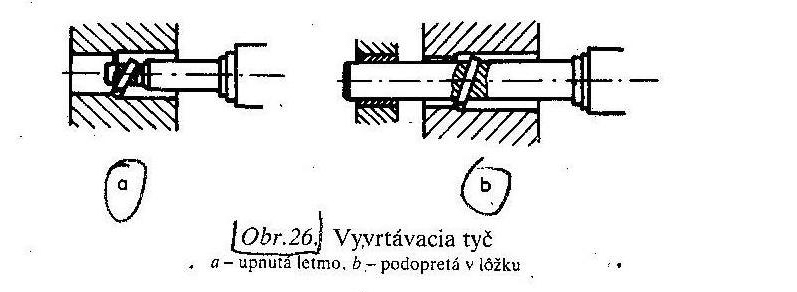 a b
Obr.26. Vyvrtávacia tyč
a – upnutá letmo, b – podopretá v lôžku